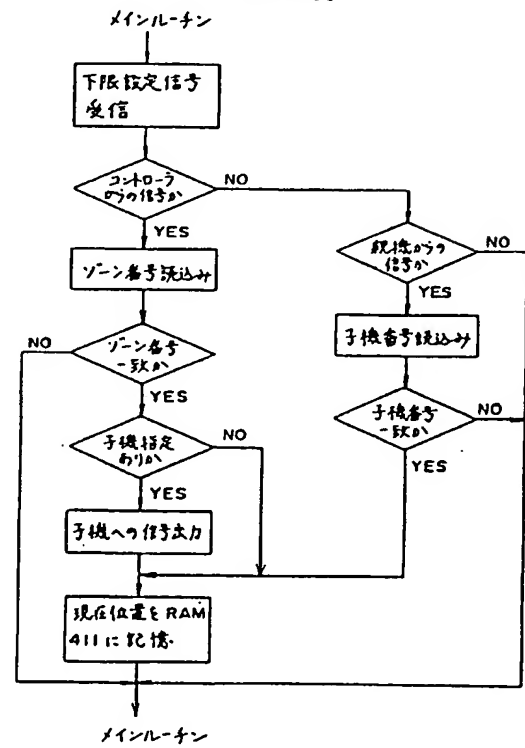 メインルーチン
下限設定信号
受信
コントローラ
からの信号か
NO
YES
ゾーン番号読込み
親機からの
信号か
NO
YES
子機番号読込み
NO
ゾーン番号
一致か
YES
子機番号
一致か
NO
YES
子機指定
ありか
NO
YES
子機への信号出力
現在位置をRAM
411に記憶.
メインルーチン